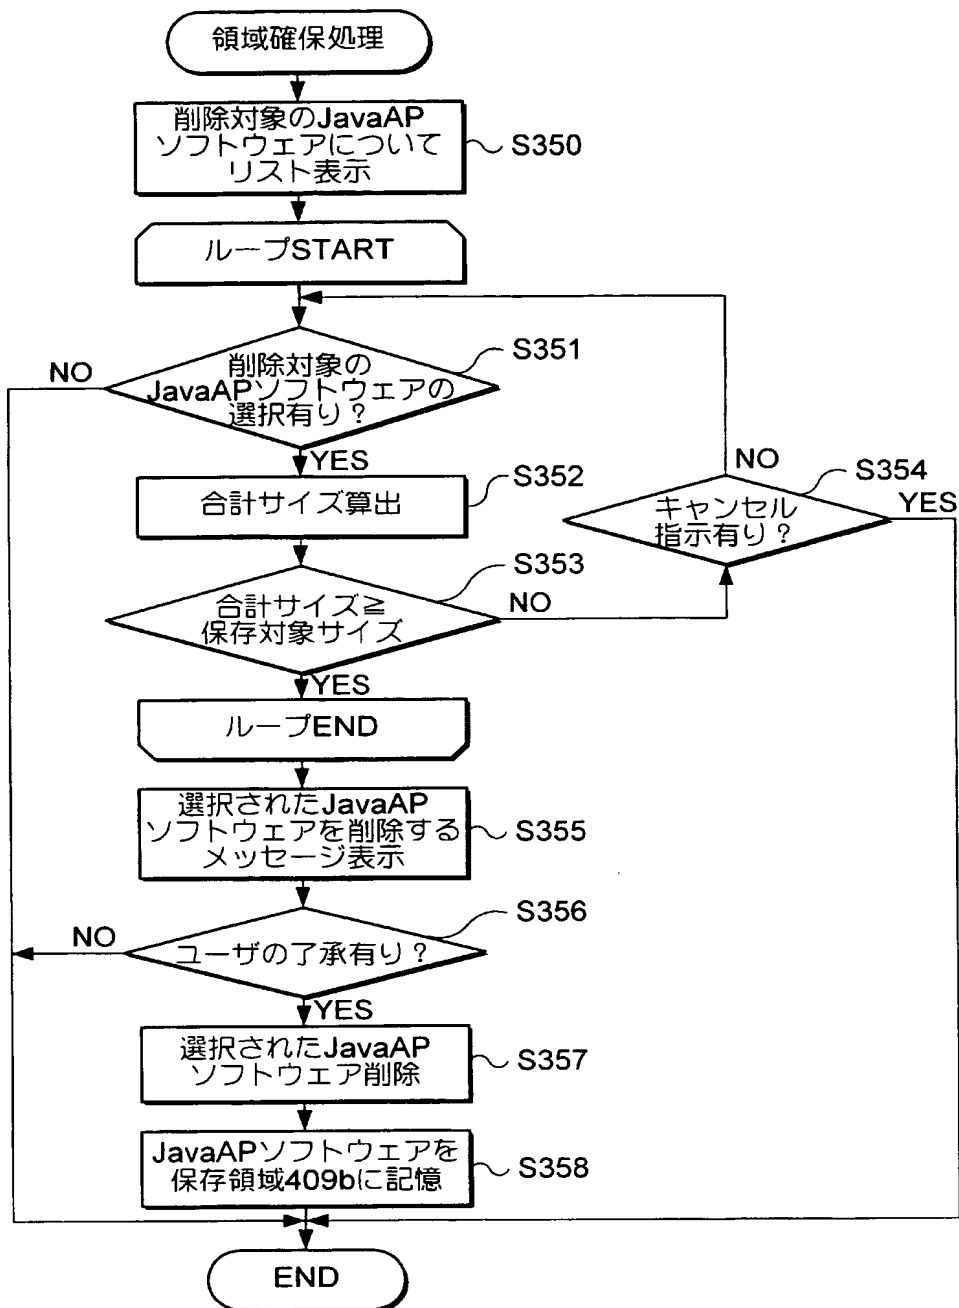 領域確保処理
削除対象のJavaAP
ソフトウェアについて
リスト表示
S350
ループSTART
S351
NO
削除対象の
JavaAPソフトウェアの
選択有り？
YES
S352
合計サイズ算出
NO
S354
YES
キャンセル
指示有り？
S353
合計サイズ≧
保存対象サイズ
NO
YES
ループEND
選択されたJavaAP
ソフトウェアを削除する
メッセージ表示
S355
S356
NO
ユーザの了承有り？
YES
選択されたJavaAP
ソフトウェア削除
S357
JavaAPソフトウェアを
保存領域409bに記憶
S358
END